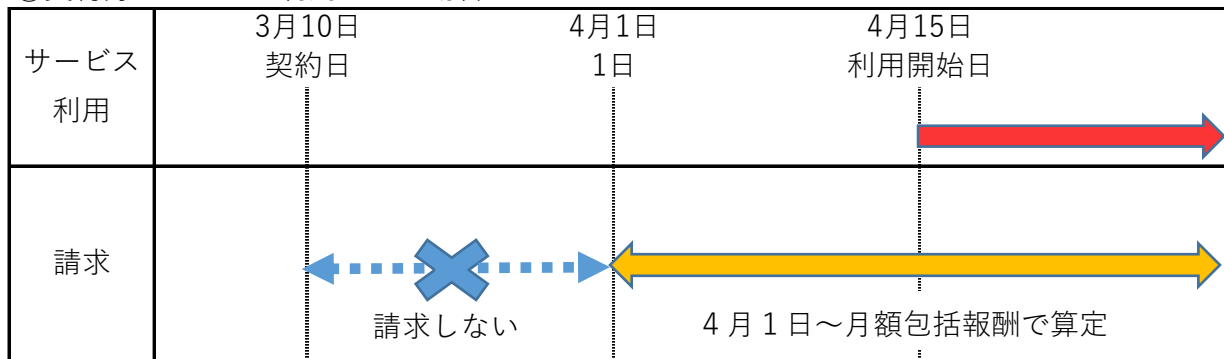 3月10日
契約日
4月1日
1日
4月15日
利用開始日
サービス
利用
請求
請求しない
４月１日～月額包括報酬で算定